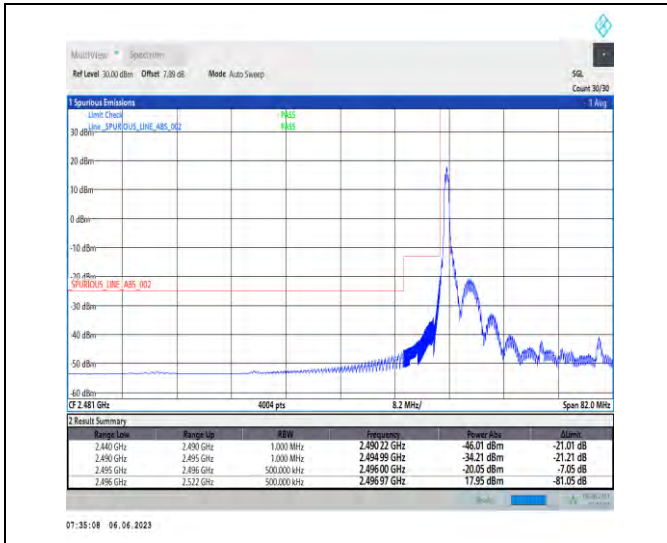 MultiView Spectrum
Ref Level 30.00 dBm Offset 7.89 dB Mode Auto Sweep SGL
Count 30/30
1 Spurious Emissions 1 Avg
Limit Check PASS
Line _SPURIOUS_LINE_ABS_002 PASS
30 dBm
20 dBm
10 dBm
0 dBm
-10 dBm
-20 dBm
SPURIOUS_LINE_ABS_002
-30 dBm
-40 dBm
-50 dBm
-60 dBm
CF 2.481 GHz 4004 pts 8.2 MHz/ Span 82.0 MHz
2 Result Summary
Range Low Range Up RBW Frequency Power Abs ΔLimit
2.440 GHz 2.490 GHz 1.000 MHz 2.490 22 GHz -46.01 dBm -21.01 dB
2.490 GHz 2.495 GHz 1.000 MHz 2.494 99 GHz -34.21 dBm -21.21 dB
2.495 GHz 2.496 GHz 500.000 kHz 2.496 00 GHz -20.05 dBm -7.05 dB
2.496 GHz 2.522 GHz 500.000 kHz 2.496 97 GHz 17.95 dBm -81.05 dB
07:35:08 06.06.2023